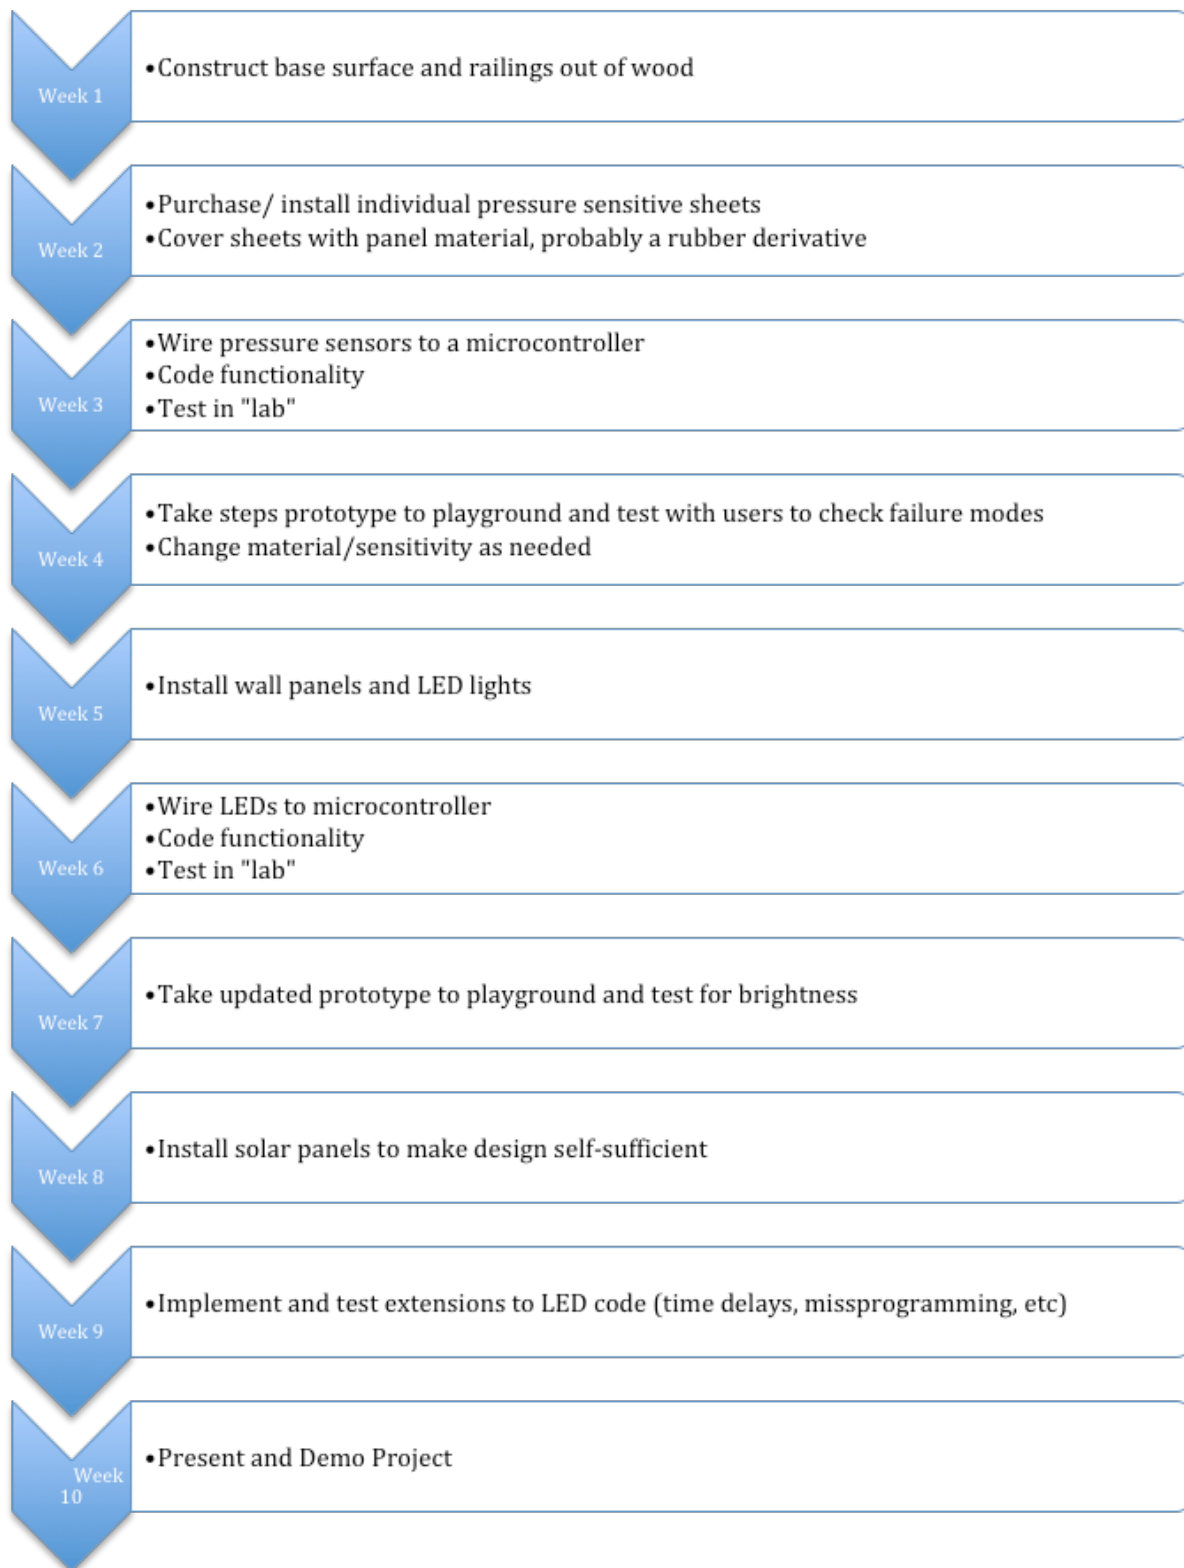 Week 1
•Construct base surface and railings out of wood
Week 2
•Purchase/ install individual pressure sensitive sheets
•Cover sheets with panel material, probably a rubber derivative
Week 3
•Wire pressure sensors to a microcontroller
•Code functionality
•Test in "lab"
Week 4
•Take steps prototype to playground and test with users to check failure modes
•Change material/sensitivity as needed
Week 5
•Install wall panels and LED lights
Week 6
•Wire LEDs to microcontroller
•Code functionality
•Test in "lab"
Week 7
•Take updated prototype to playground and test for brightness
Week 8
•Install solar panels to make design self-sufficient
Week 9
•Implement and test extensions to LED code (time delays, missprogramming, etc)
Week
10
•Present and Demo Project